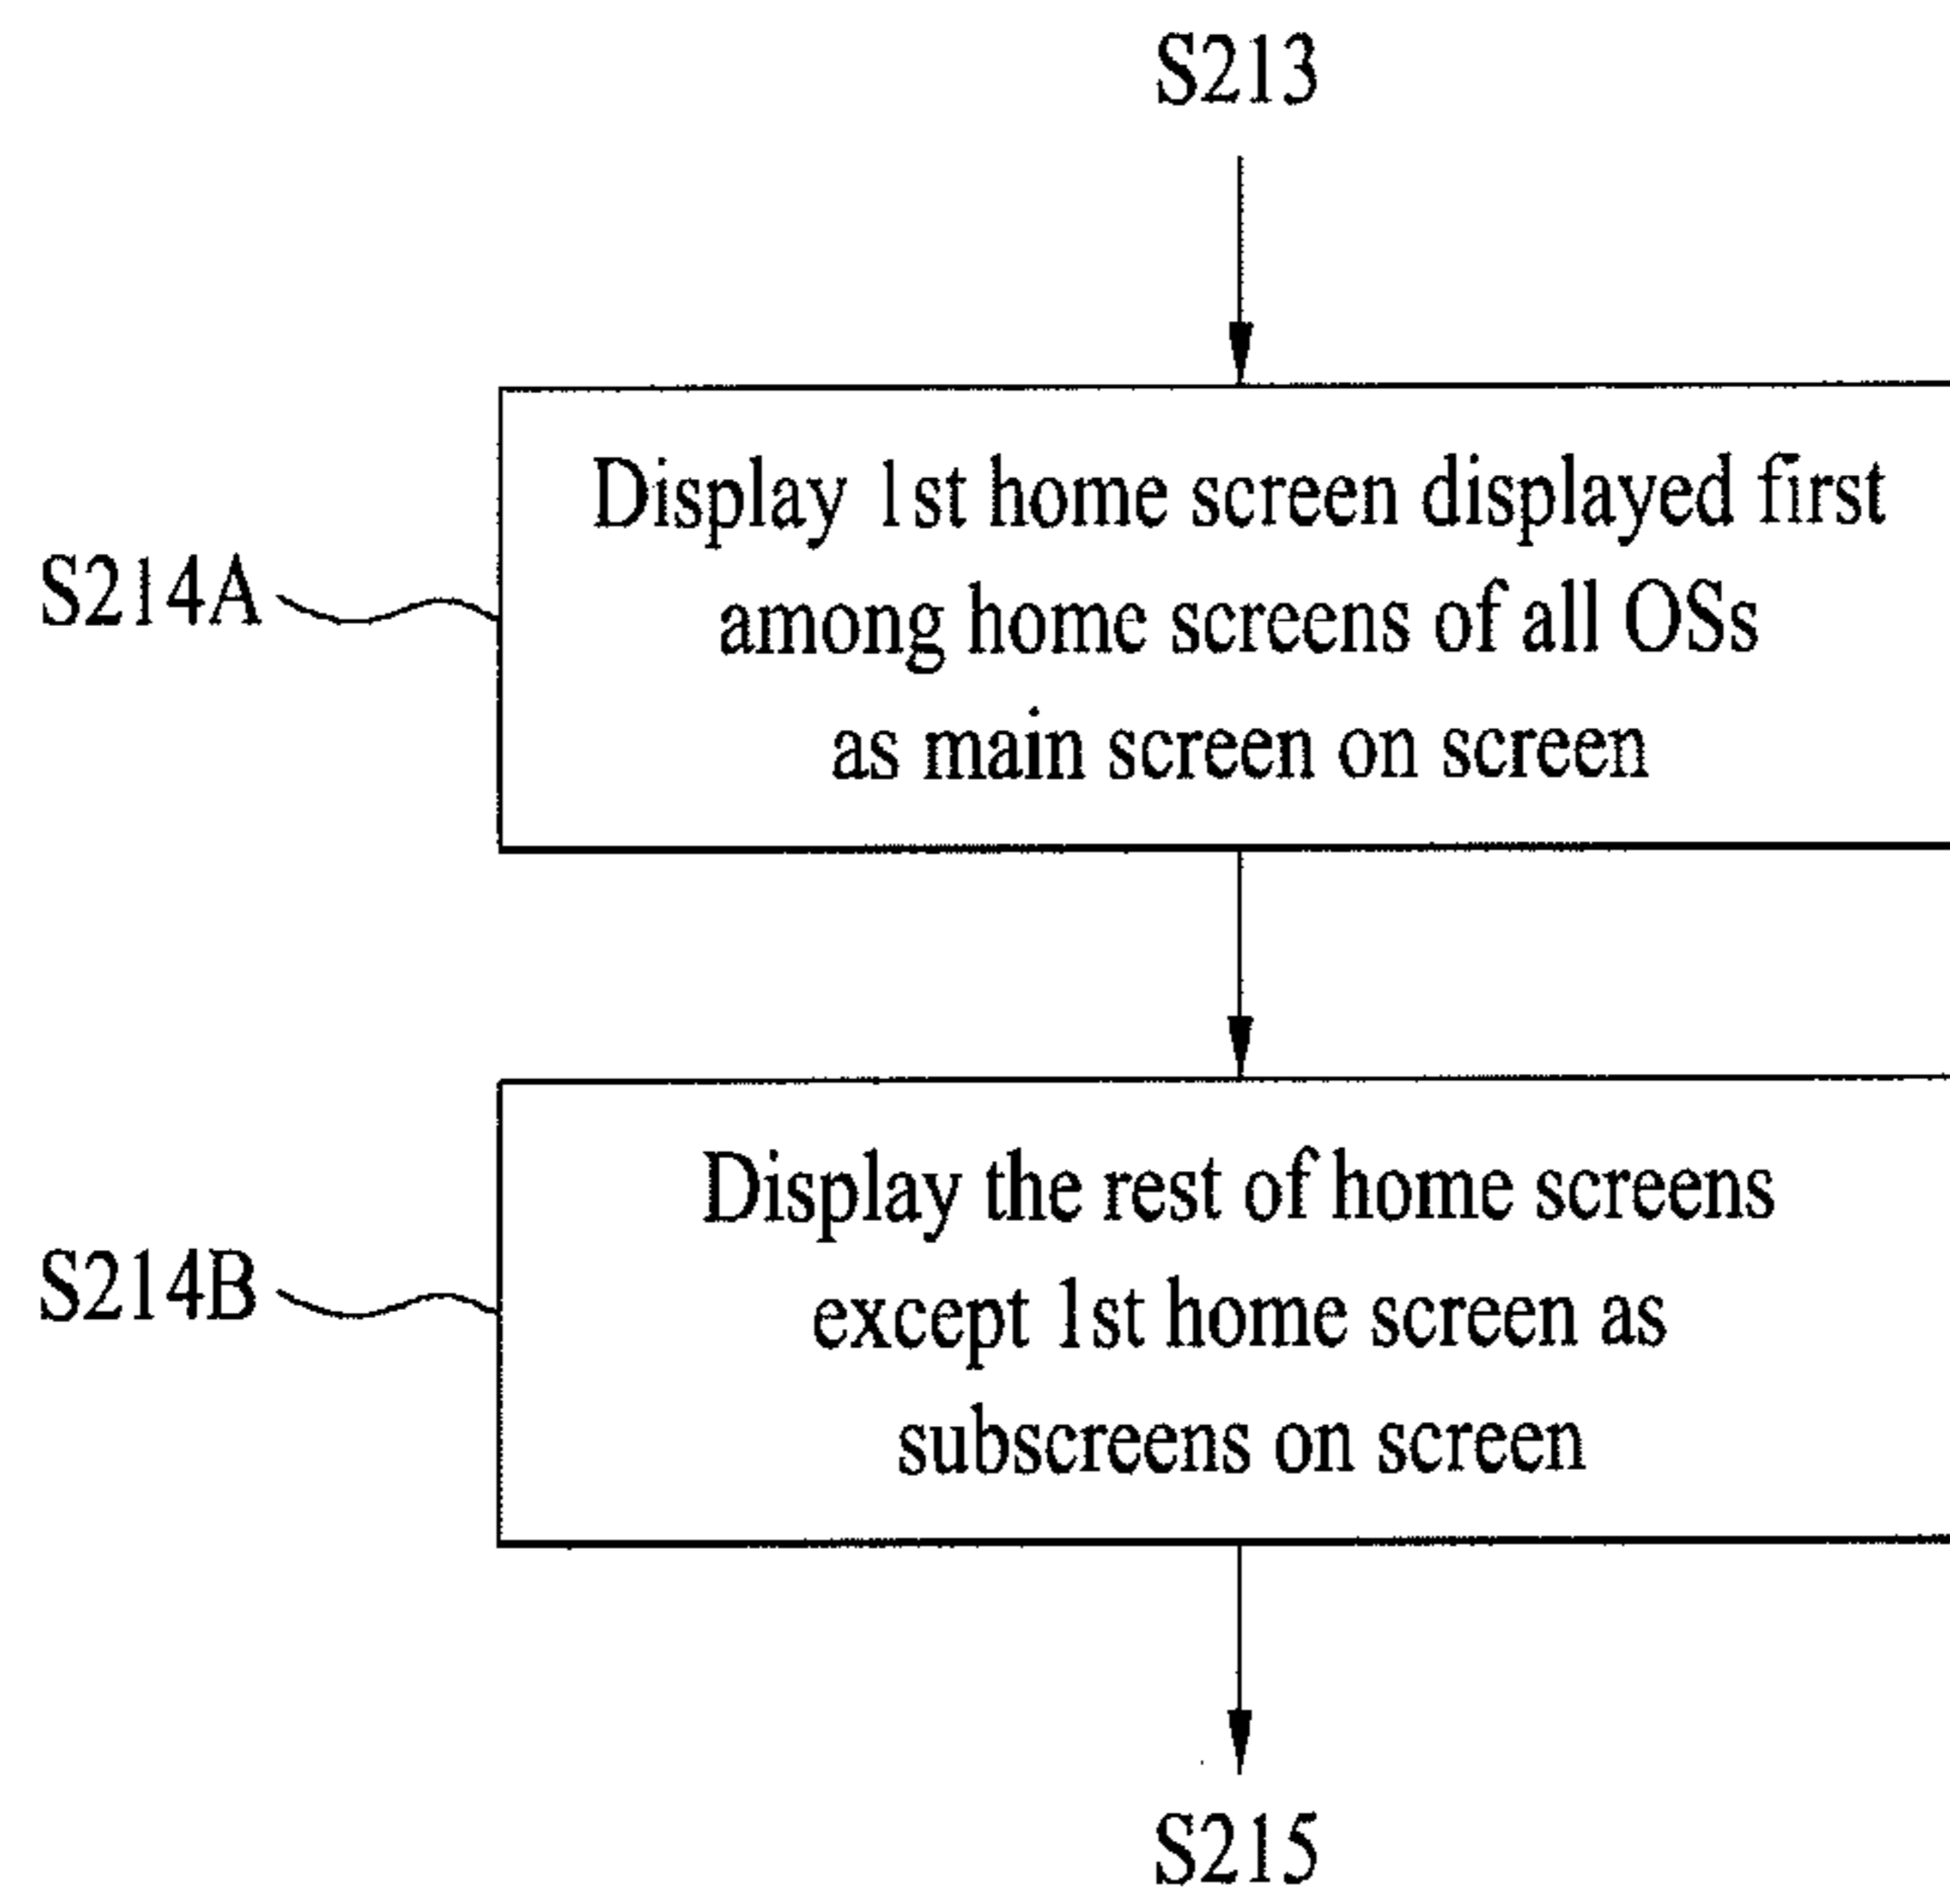 S213
Display 1st home screen displayed first
among home screens of all OSs
as main screen on screen
S214A
Display the rest of home screens
except 1st home screen as
subscreens on screen
S214B
S215